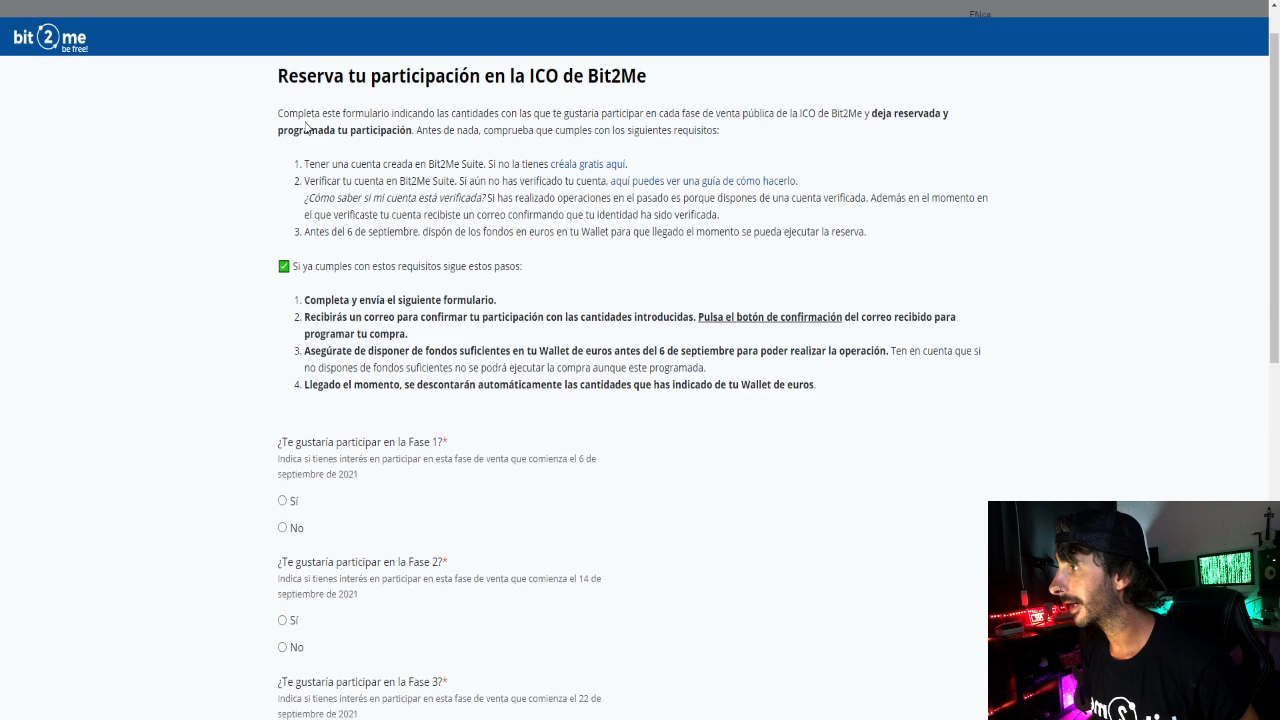 bit 2 me
be free!
Reserva tu participación en la ICO de Bit2Me
Completa este formulario indicando las cantidades con las que te gustaría participar en cada fase de venta pública de la ICO de Bit2Me y deja reservada y
programada tu participación. Antes de nada, comprueba que cumples con los siguientes requisitos:
1. Tener una cuenta creada en Bit2Me Suite. Si no la tienes créala gratis aquí.
2. Verificar tu cuenta en Bit2Me Suite. Si aún no has verificado tu cuenta, aquí puedes ver una guía de cómo hacerlo.
¿Cómo saber si mi cuenta está verificada? Si has realizado operaciones en el pasado es porque dispones de una cuenta verificada. Además en el momento en
el que verificaste tu cuenta recibiste un correo confirmando que tu identidad ha sido verificada.
3. Antes del 6 de septiembre, dispón de los fondos en euros en tu Wallet para que llegado el momento se pueda ejecutar la reserva.
✅ Si ya cumples con estos requisitos sigue estos pasos:
1. Completa y envía el siguiente formulario.
2. Recibirás un correo para confirmar tu participación con las cantidades introducidas. Pulsa el botón de confirmación del correo recibido para
programar tu compra.
3. Asegúrate de disponer de fondos suficientes en tu Wallet de euros antes del 6 de septiembre para poder realizar la operación. Ten en cuenta que si
no dispones de fondos suficientes no se podrá ejecutar la compra aunque este programada.
4. Llegado el momento, se descontarán automáticamente las cantidades que has indicado de tu Wallet de euros.
¿Te gustaría participar en la Fase 1?*
Indica si tienes interés en participar en esta fase de venta que comienza el 6 de
septiembre de 2021
Sí
No
¿Te gustaría participar en la Fase 2?*
Indica si tienes interés en participar en esta fase de venta que comienza el 14 de
septiembre de 2021
Sí
No
¿Te gustaría participar en la Fase 3?*
Indica si tienes interés en participar en esta fase de venta que comienza el 22 de
septiembre de 2021